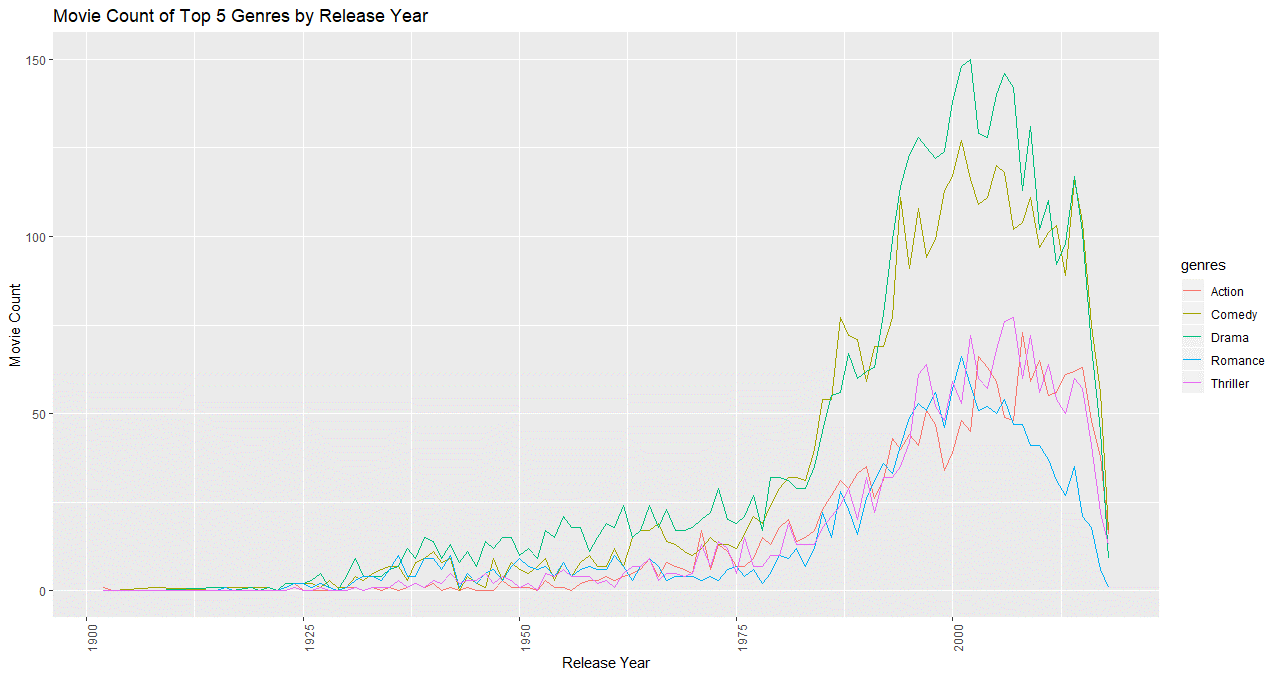 Movie Count of Top 5 Genres by Release Year
Movie Count
150
100
50
0
1900
1925
1950
1975
2000
Release Year
genres
Action
Comedy
Drama
Romance
Thriller